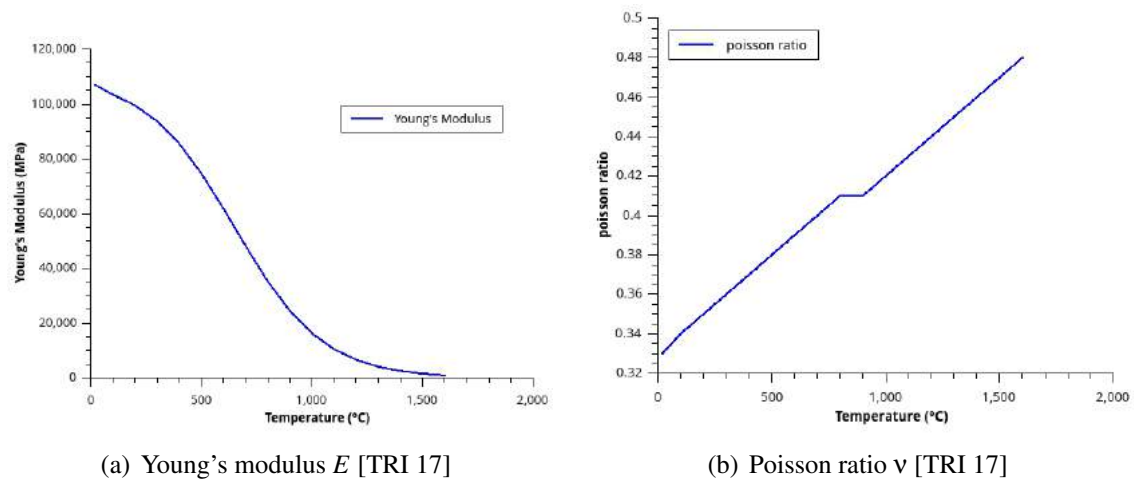 120,000
100,000
80,000
60,000
40,000
20,000
0
Young's Modulus (MPa)
Young's Modulus
0 500 1,000 1,500 2,000
Temperature (°C)
(a) Young's modulus E [TRI 17]
0.5
0.48
0.46
0.44
0.42
0.4
0.38
0.36
0.34
0.32
poisson ratio
poisson ratio
0 500 1,000 1,500 2,000
Temperature (°C)
(b) Poisson ratio ν [TRI 17]